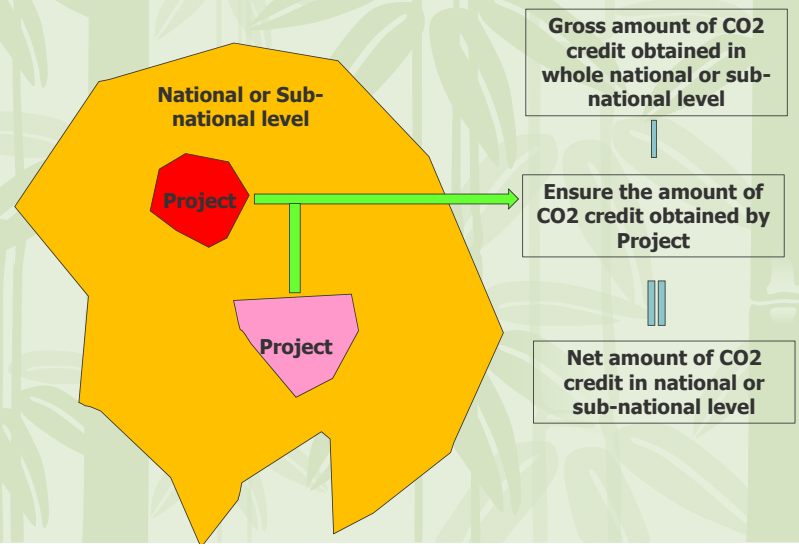 National or Sub-
national level
Project
Project
Gross amount of CO2
credit obtained in
whole national or sub-
national level
Ensure the amount of
CO2 credit obtained by
Project
Net amount of CO2
credit in national or
sub-national level